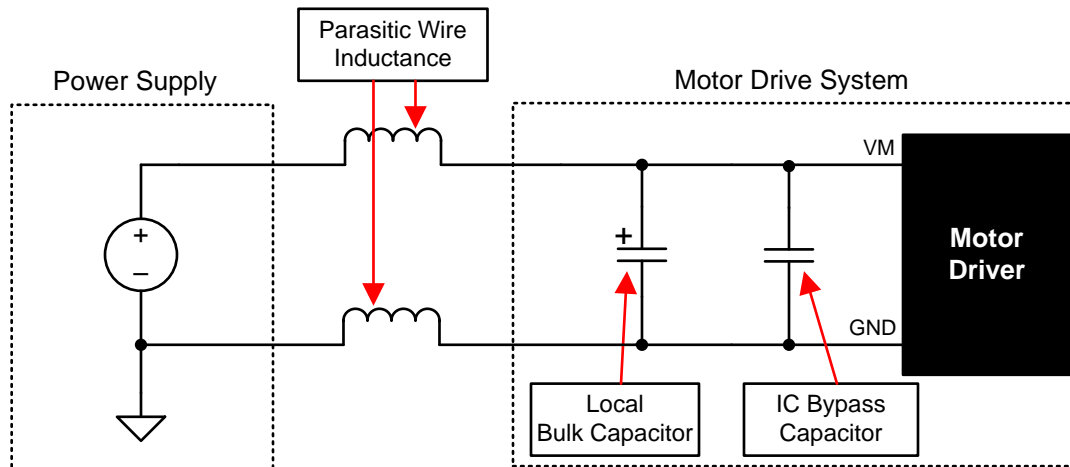 Parasitic Wire
Inductance
Power Supply
Motor Drive System
VM
+
−
+
Motor
Driver
GND
Local
Bulk Capacitor
IC Bypass
Capacitor